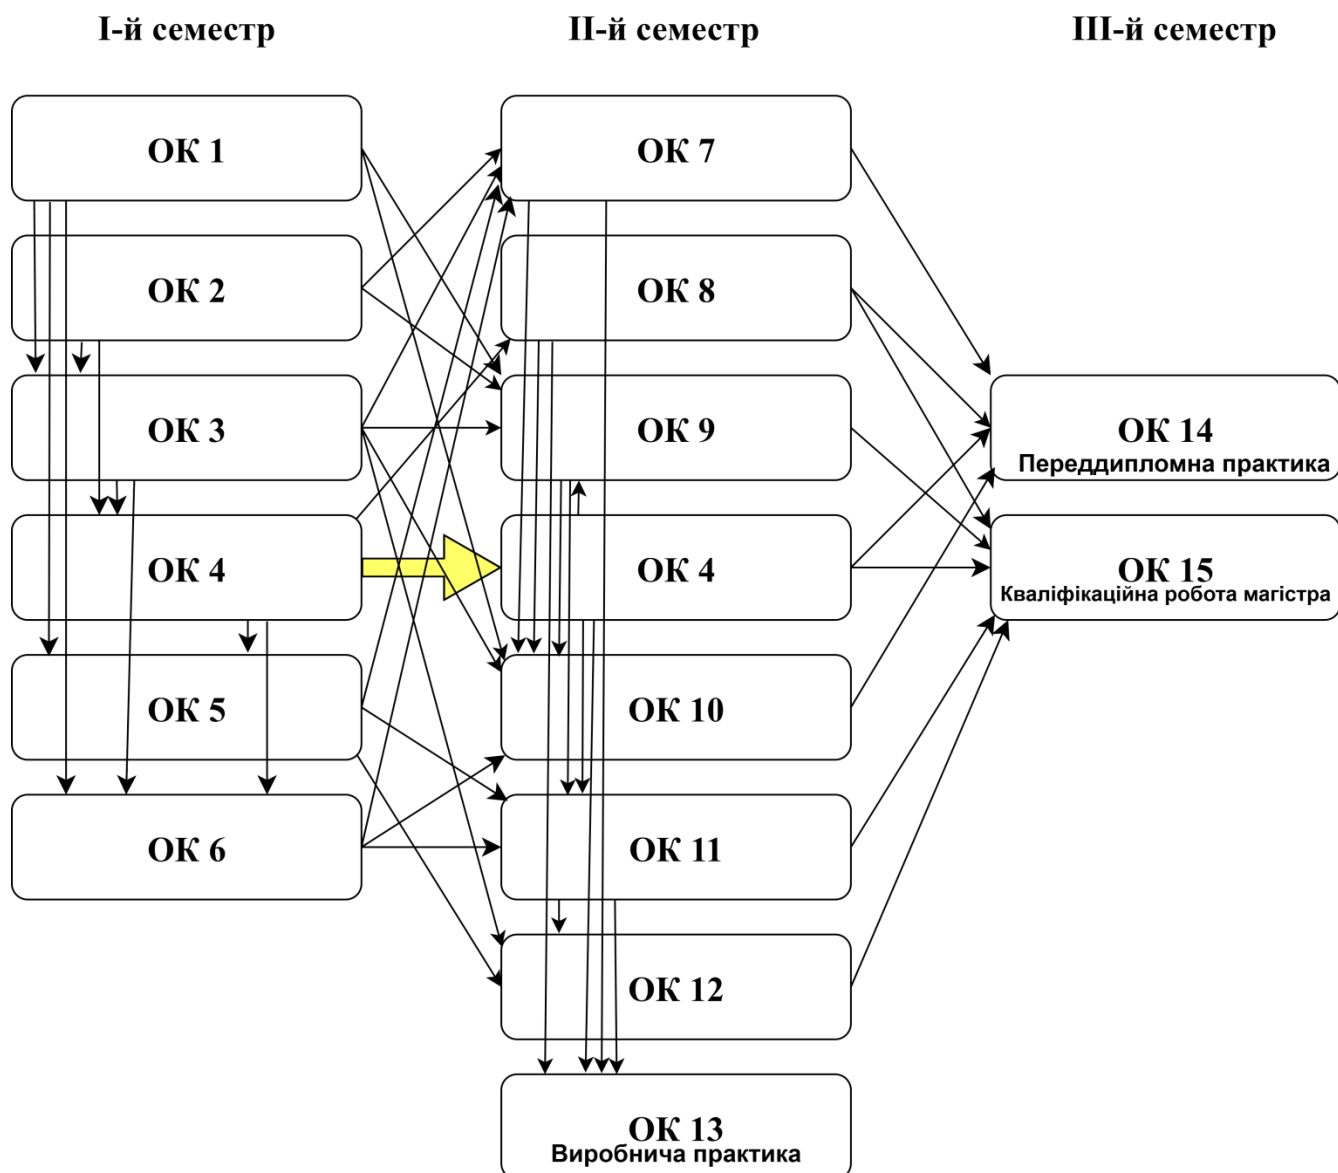 І-й семестр
ІІ-й семестр
ІІІ-й семестр
ОК 1
ОК 2
ОК 3
ОК 4
ОК 5
ОК 6
ОК 7
ОК 8
ОК 9
ОК 4
ОК 10
ОК 11
ОК 12
ОК 13
Виробнича практика
ОК 14
Переддипломна практика
ОК 15
Кваліфікаційна робота магістра